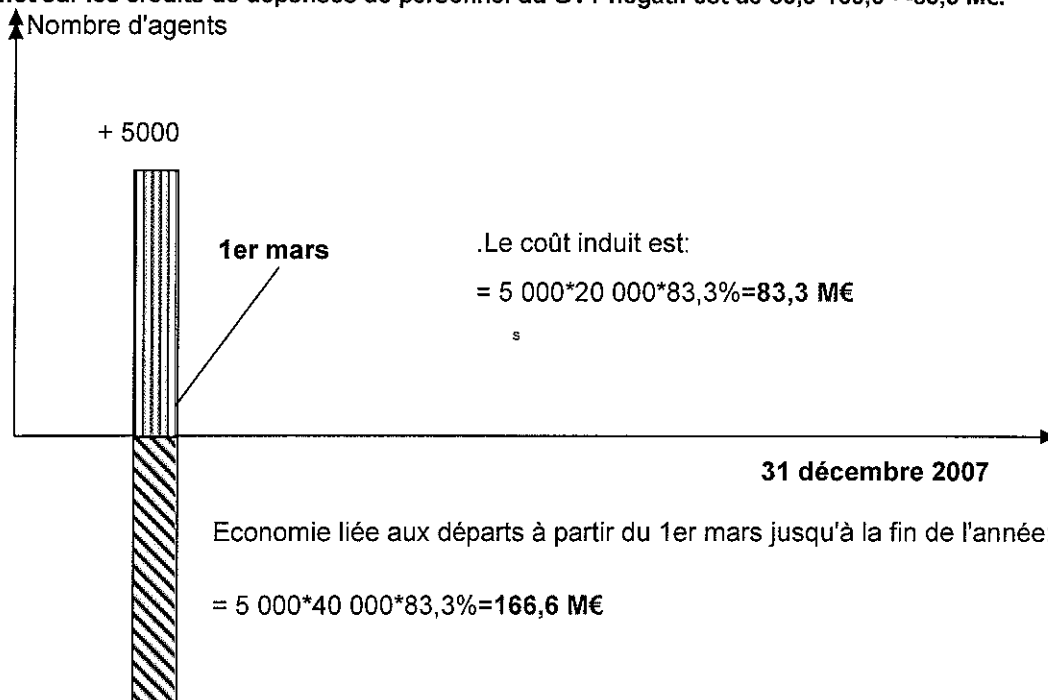 Nombre d'agents
+ 5000
1er mars
.Le coût induit est:
= 5 000*20 000*83,3%=83,3 M€
s
31 décembre 2007
Economie liée aux départs à partir du 1er mars jusqu'à la fin de l'année
= 5 000*40 000*83,3%=166,6 M€